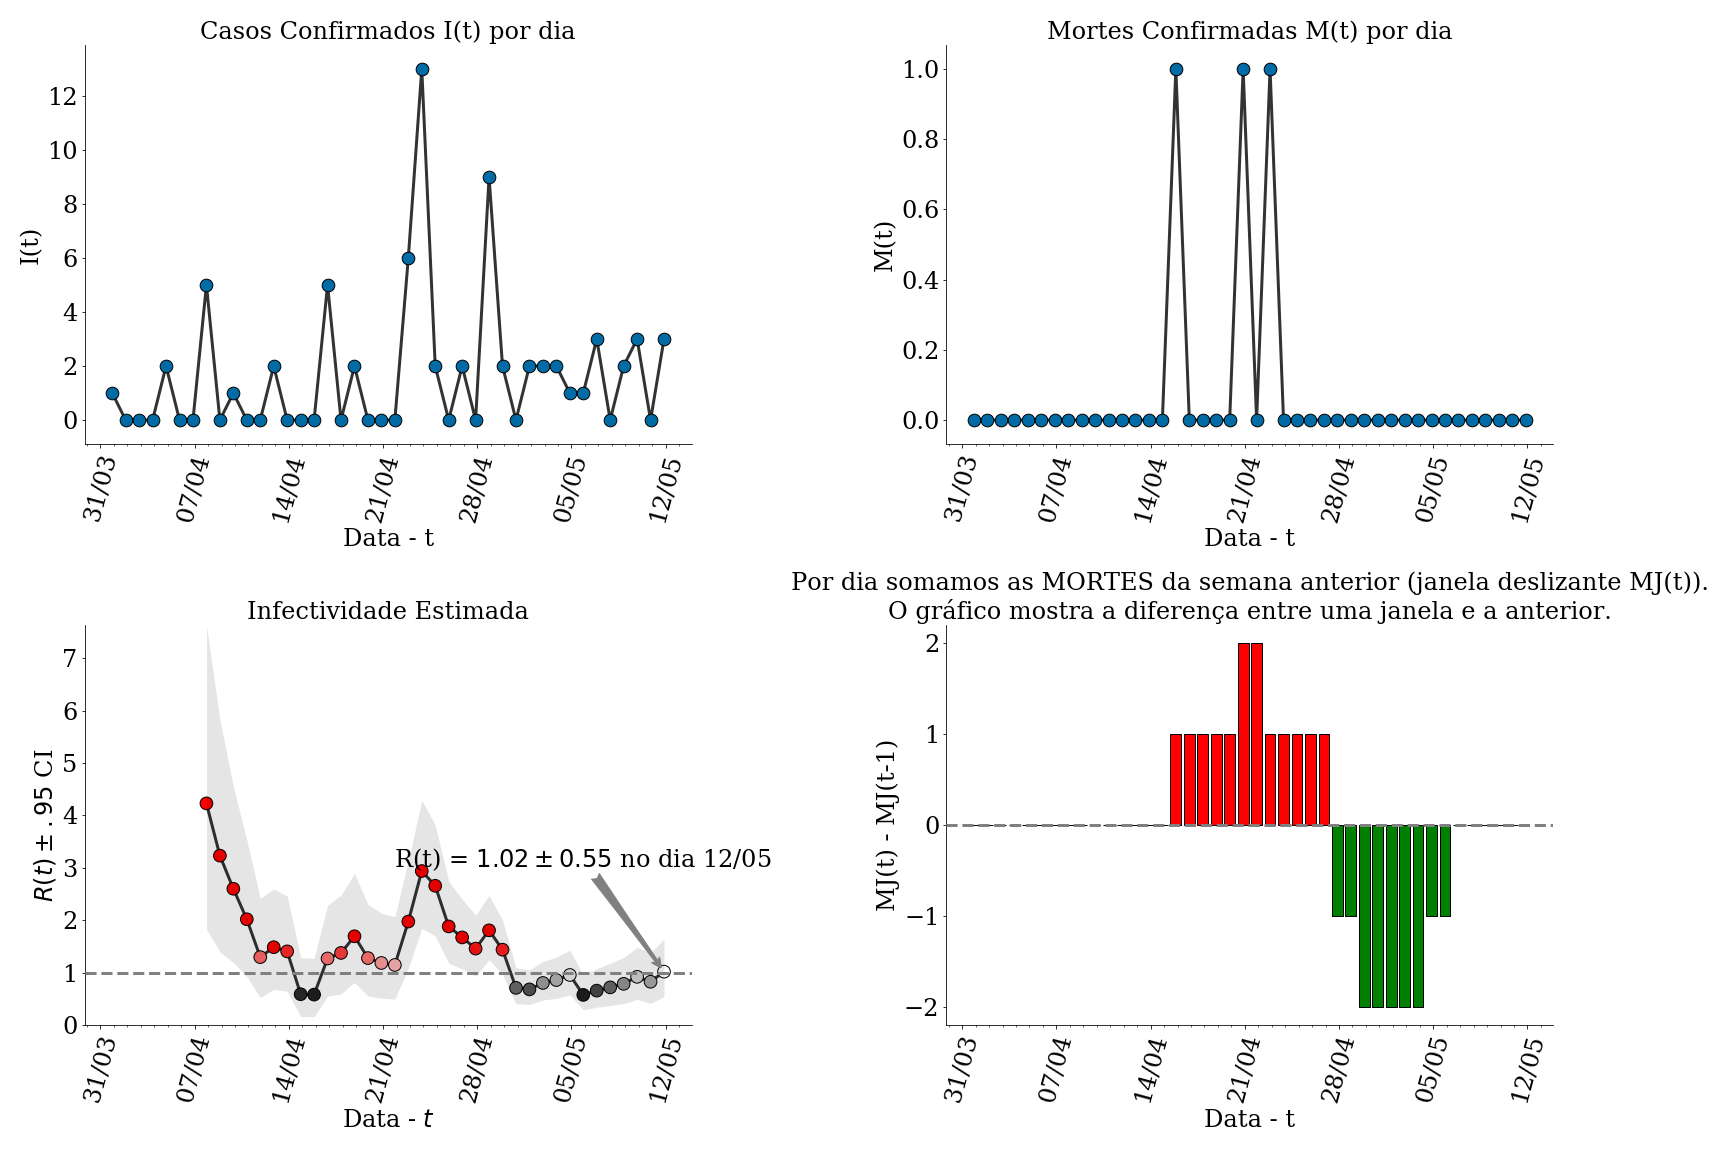 Casos Confirmados I(t) por dia
I(t)
12
10
8
6
4
2
0
31/03 07/04 14/04 21/04 28/04 05/05 12/05
Data - t
Mortes Confirmadas M(t) por dia
M(t)
1.0
0.8
0.6
0.4
0.2
0.0
31/03 07/04 14/04 21/04 28/04 05/05 12/05
Data - t
Infectividade Estimada
R(t) ± .95 CI
7
6
5
4
3
2
1
0
R(t) = 1.02 ± 0.55 no dia 12/05
31/03 07/04 14/04 21/04 28/04 05/05 12/05
Data - t
Por dia somamos as MORTES da semana anterior (janela deslizante MJ(t)).
O gráfico mostra a diferença entre uma janela e a anterior.
MJ(t) - MJ(t-1)
2
1
0
−1
−2
31/03 07/04 14/04 21/04 28/04 05/05 12/05
Data - t